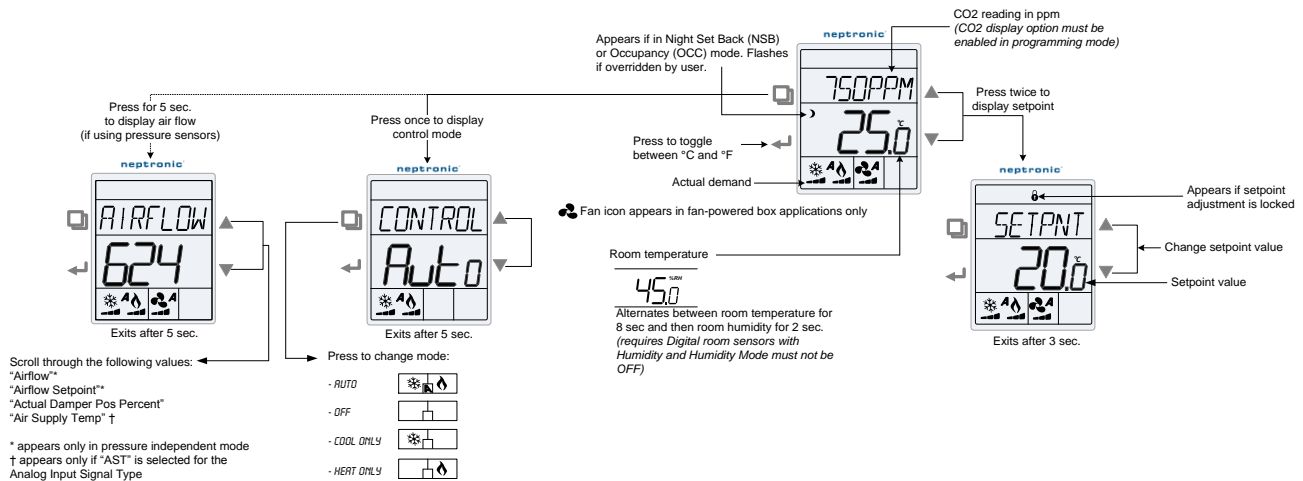 CO2 reading in ppm
(CO2 display option must be
enabled in programming mode)
Appears if in Night Set Back (NSB)
or Occupancy (OCC) mode. Flashes
if overridden by user.
neptronic
750PPM
25.0
°C
A
A
Press to toggle
between °C and °F
Actual demand
Fan icon appears in fan-powered box applications only
Room temperature
45.0
%RW
Alternates between room temperature for
8 sec and then room humidity for 2 sec.
(requires Digital room sensors with
Humidity and Humidity Mode must not be
OFF)
Press twice to
display setpoint
neptronic
SETPNT
20.0
°C
A
A
Exits after 3 sec.
Appears if setpoint
adjustment is locked
Change setpoint value
Setpoint value
Press once to display
control mode
neptronic
CONTROL
Auto
A
Exits after 5 sec.
Press to change mode:
- AUTO
A
- OFF
- COOL ONLY
- HEAT ONLY
Press for 5 sec.
to display air flow
(if using pressure sensors)
neptronic
AIRFLOW
624
A
A
Exits after 5 sec.
Scroll through the following values:
“Airflow”*
“Airflow Setpoint”*
“Actual Damper Pos Percent”
“Air Supply Temp” †
* appears only in pressure independent mode
† appears only if “AST” is selected for the
Analog Input Signal Type